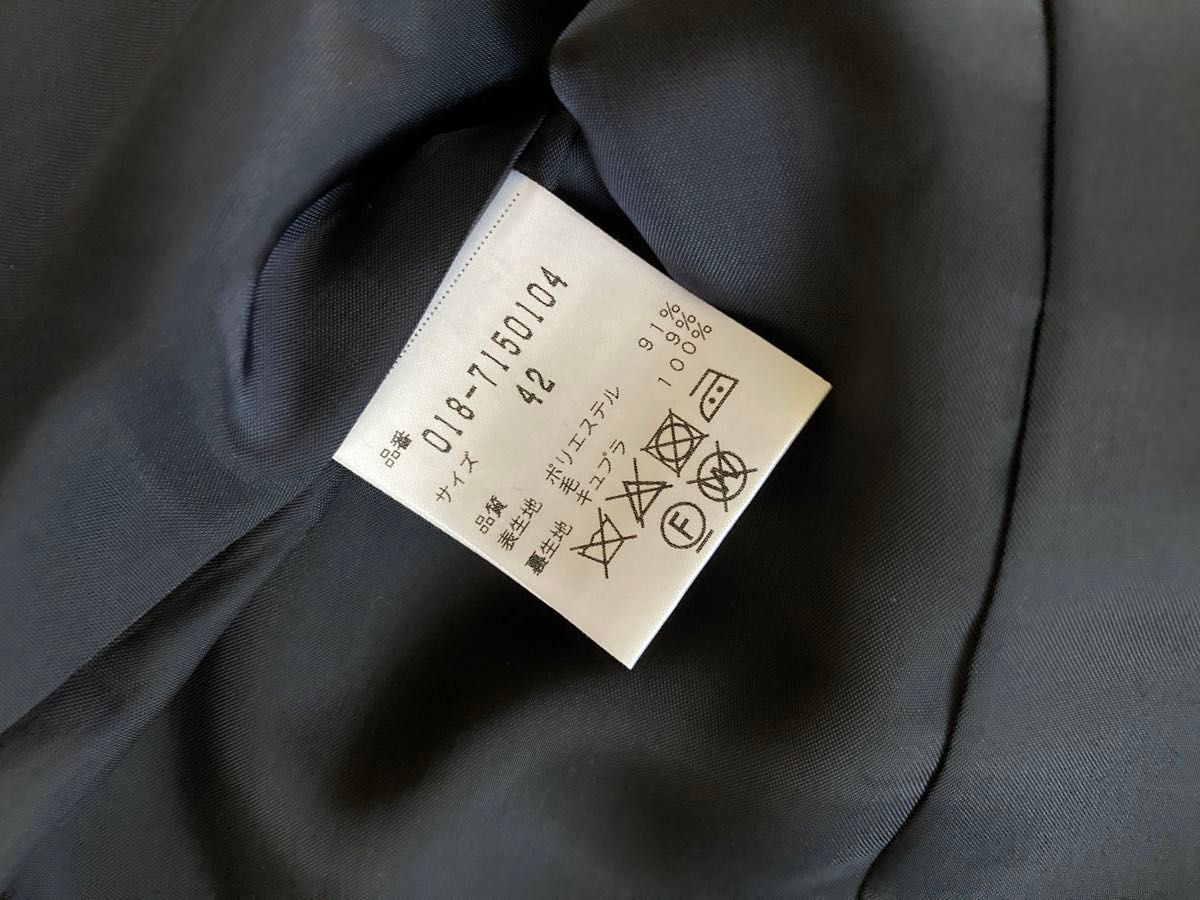 品番 018-7150104
サイズ 42
品質
表生地 ポリエステル 91%
毛 9%
裏生地 キュプラ 100%
F W